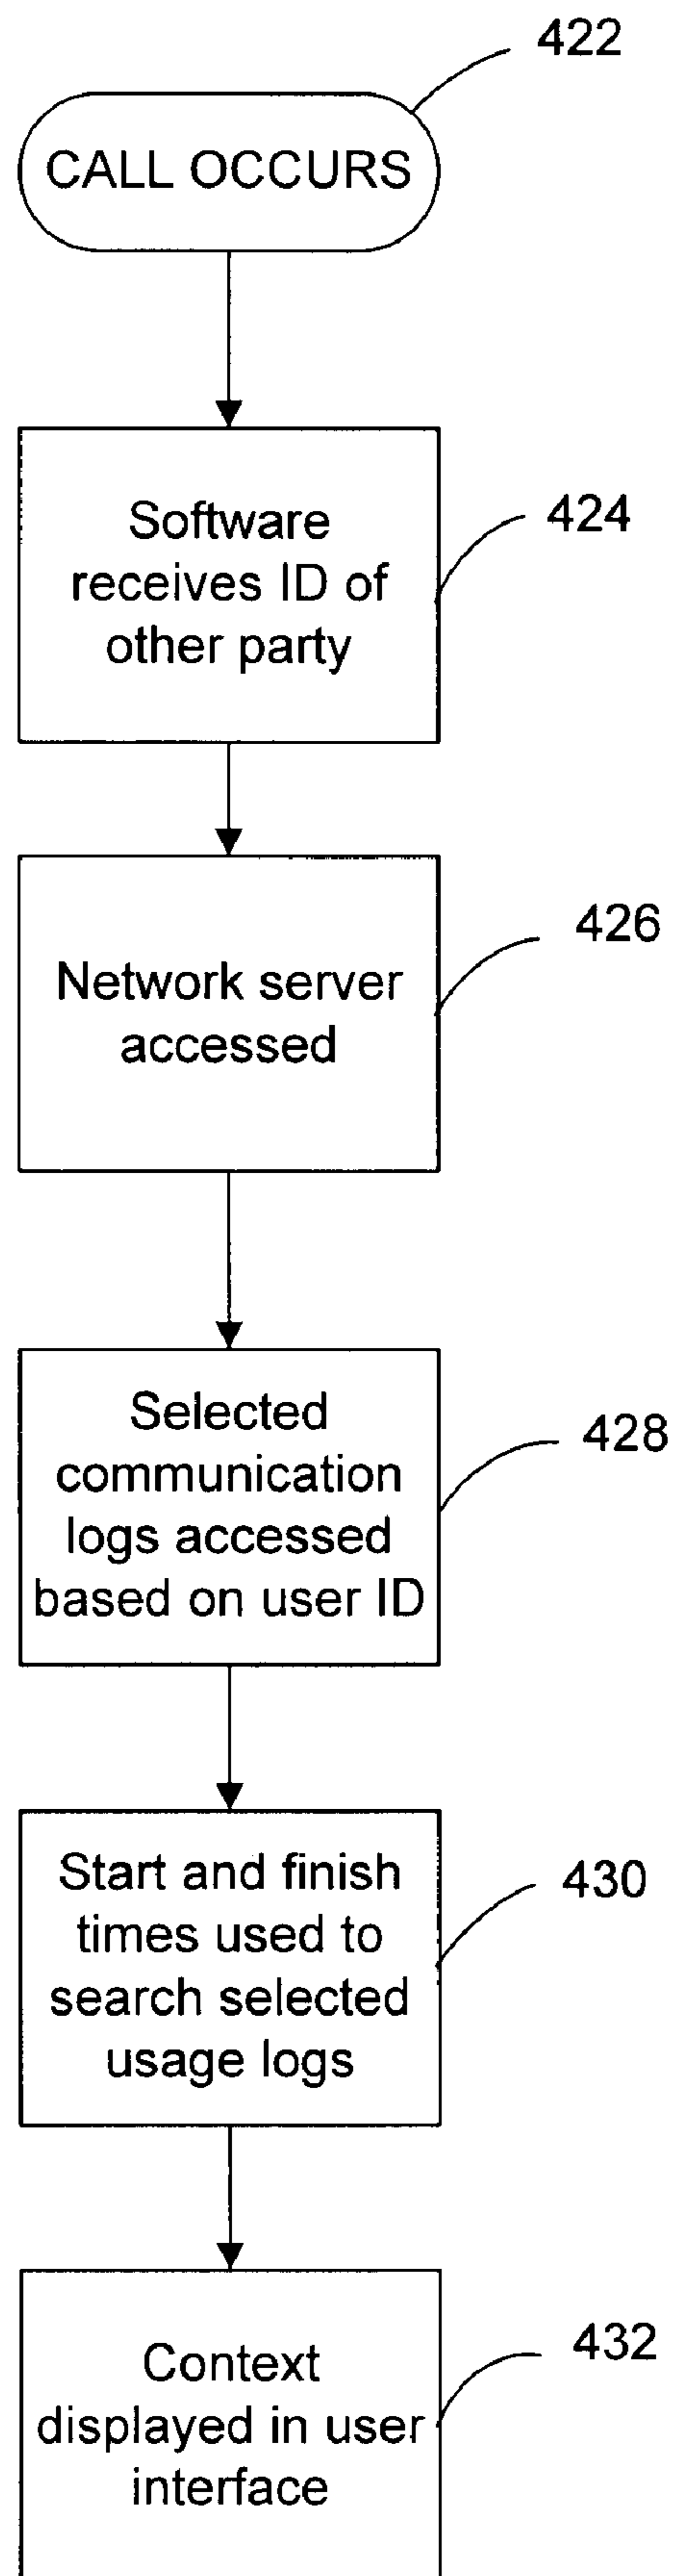 422
CALL OCCURS
Software
receives ID of
other party
424
Network server
accessed
426
Selected
communication
logs accessed
based on user ID
428
Start and finish
times used to
search selected
usage logs
430
Context
displayed in user
interface
432